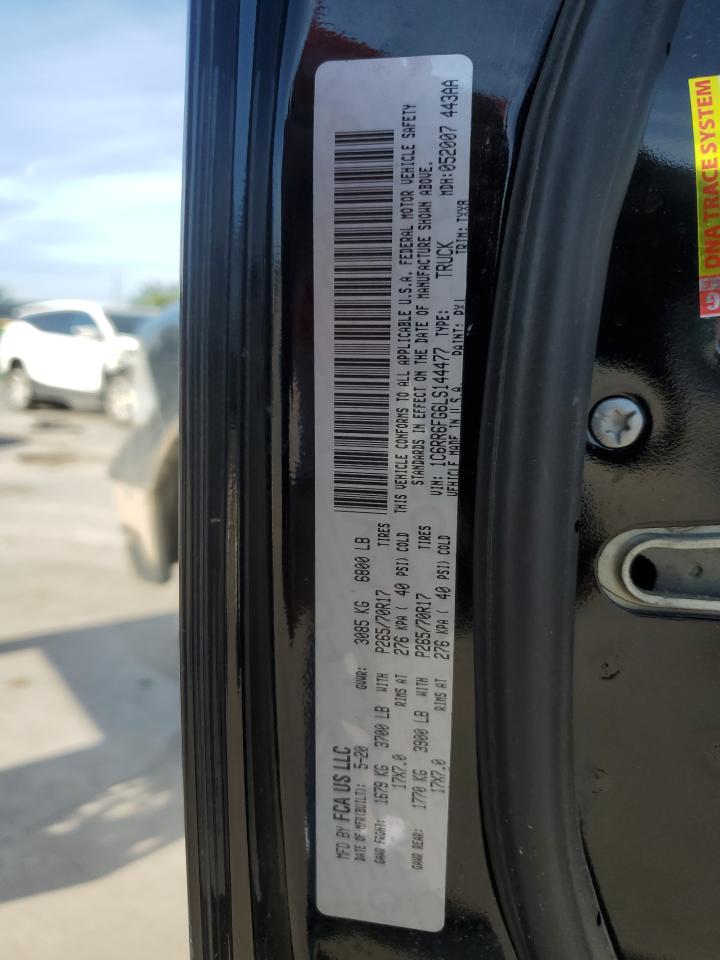 MFD BY FCA US LLC
DATE OF MFR(BUILT): 5-20 GVWR: 3085 KG 6800 LB
GAWR FRONT: 1679 KG 3700 LB WITH P265/70R17 TIRES
17X7.0 RIMS AT 276 KPA ( 40 PSI) COLD
GAWR REAR: 1770 KG 3900 LB WITH P265/70R17 TIRES
17X7.0 RIMS AT 276 KPA ( 40 PSI) COLD
THIS VEHICLE CONFORMS TO ALL APPLICABLE U.S.A. FEDERAL MOTOR VEHICLE SAFETY
STANDARDS IN EFFECT ON THE DATE OF MANUFACTURE SHOWN ABOVE.
VIN: 1C6RR6FG6LS144477 TYPE: TRUCK MDH:052007 443AA
VEHICLE MADE IN U.S.A. PAINT: PXJ TRIM: TXX8
DNA TRACE SYSTEM